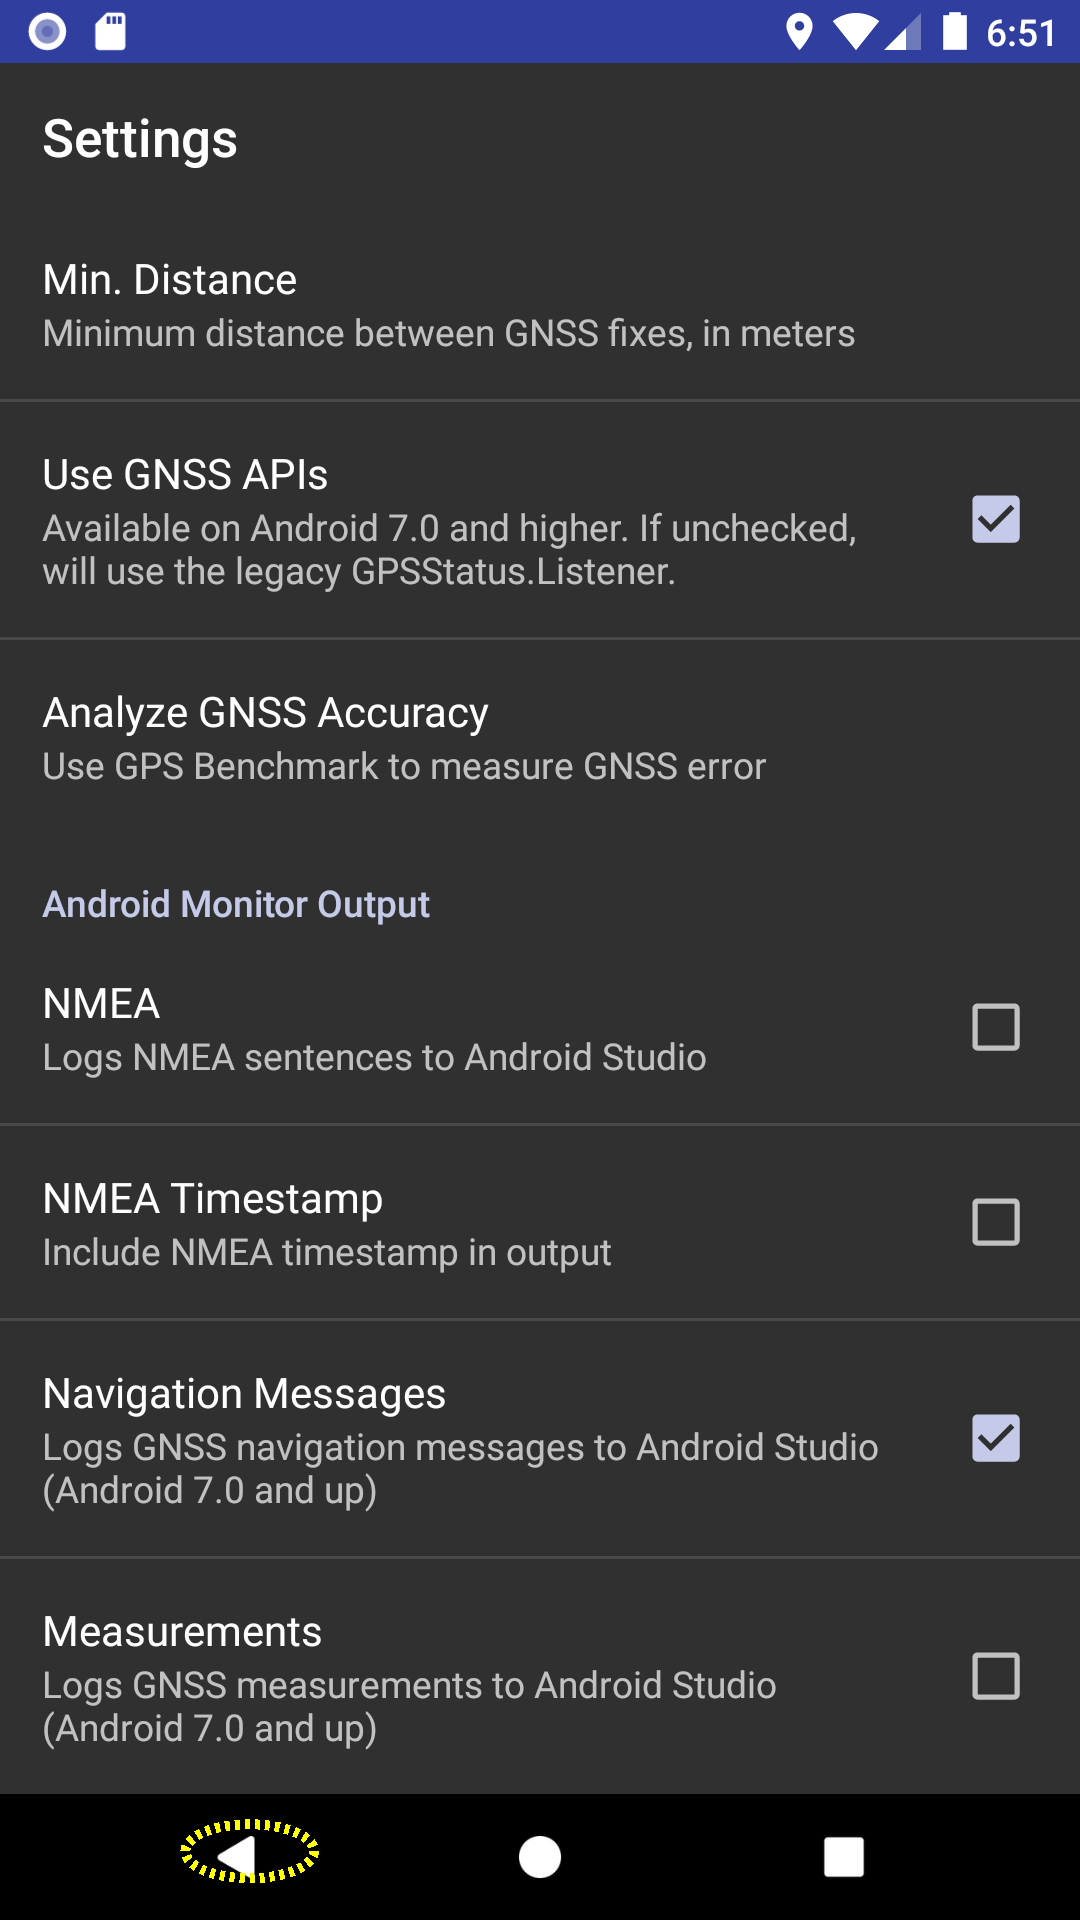 6:51
Settings
Min. Distance
Minimum distance between GNSS fixes, in meters
Use GNSS APIs
Available on Android 7.0 and higher. If unchecked,
will use the legacy GPSStatus.Listener.
Analyze GNSS Accuracy
Use GPS Benchmark to measure GNSS error
Android Monitor Output
NMEA
Logs NMEA sentences to Android Studio
NMEA Timestamp
Include NMEA timestamp in output
Navigation Messages
Logs GNSS navigation messages to Android Studio
(Android 7.0 and up)
Measurements
Logs GNSS measurements to Android Studio
(Android 7.0 and up)